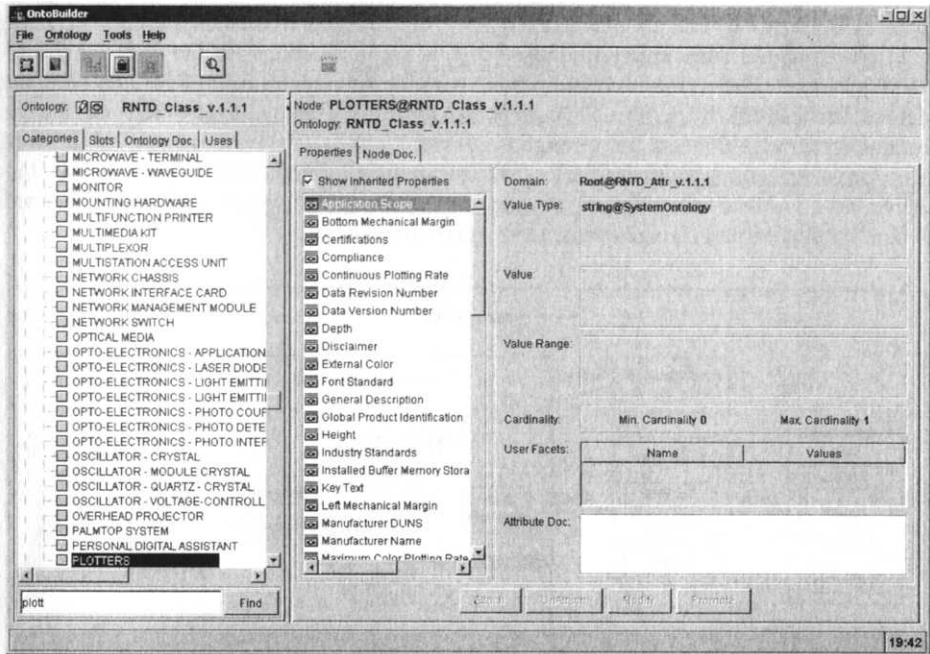 OntoBuilder
File Ontology Tools Help
Ontology: RNTD_Class_v.1.1.1
Categories Slots Ontology Doc. Uses
MICROWAVE - TERMINAL
MICROWAVE - WAVEGUIDE
MONITOR
MOUNTING HARDWARE
MULTIFUNCTION PRINTER
MULTIMEDIA KIT
MULTIPLEXOR
MULTISTATION ACCESS UNIT
NETWORK CHASSIS
NETWORK INTERFACE CARD
NETWORK MANAGEMENT MODULE
NETWORK SWITCH
OPTICAL MEDIA
OPTO-ELECTRONICS - APPLICATION
OPTO-ELECTRONICS - LASER DIODE
OPTO-ELECTRONICS - LIGHT EMITTI
OPTO-ELECTRONICS - LIGHT EMITTI
OPTO-ELECTRONICS - PHOTO COUP
OPTO-ELECTRONICS - PHOTO DETE
OPTO-ELECTRONICS - PHOTO INTER
OSCILLATOR - CRYSTAL
OSCILLATOR - MODULE CRYSTAL
OSCILLATOR - QUARTZ - CRYSTAL
OSCILLATOR - VOLTAGE-CONTROLL
OVERHEAD PROJECTOR
PALMTOP SYSTEM
PERSONAL DIGITAL ASSISTANT
PLOTTERS
plott Find
Node: PLOTTERS@RNTD_Class_v.1.1.1
Ontology: RNTD_Class_v.1.1.1
Properties Node Doc.
Show Inherited Properties
Application Scope
Bottom Mechanical Margin
Certifications
Compliance
Continuous Plotting Rate
Data Revision Number
Data Version Number
Depth
Disclaimer
External Color
Font Standard
General Description
Global Product Identification
Height
Industry Standards
Installed Buffer Memory Stora
Key Text
Left Mechanical Margin
Manufacturer DUNS
Manufacturer Name
Maximum Color Plotting Rate
Domain: Root@RNTD_Attr_v.1.1.1
Value Type: string@SystemOntology
Value:
Value Range:
Cardinality: Min. Cardinality 0 Max. Cardinality 1
User Facets: Name Values
Attribute Doc.:
Modify Promote
19:42